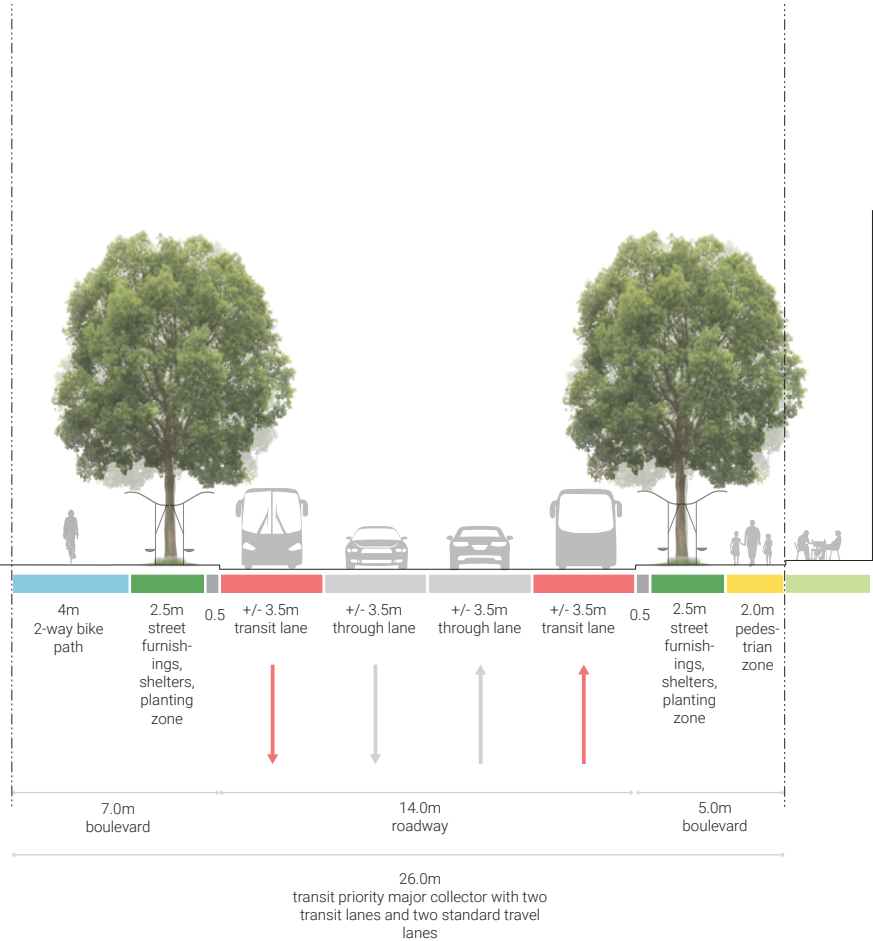 4m
2-way bike
path
2.5m
street
furnish-
ings,
shelters,
planting
zone
0.5
+/- 3.5m
transit lane
+/- 3.5m
through lane
+/- 3.5m
through lane
+/- 3.5m
transit lane
0.5
2.5m
street
furnish-
ings,
shelters,
planting
zone
2.0m
pedes-
trian
zone
7.0m
boulevard
14.0m
roadway
5.0m
boulevard
26.0m
transit priority major collector with two
transit lanes and two standard travel
lanes